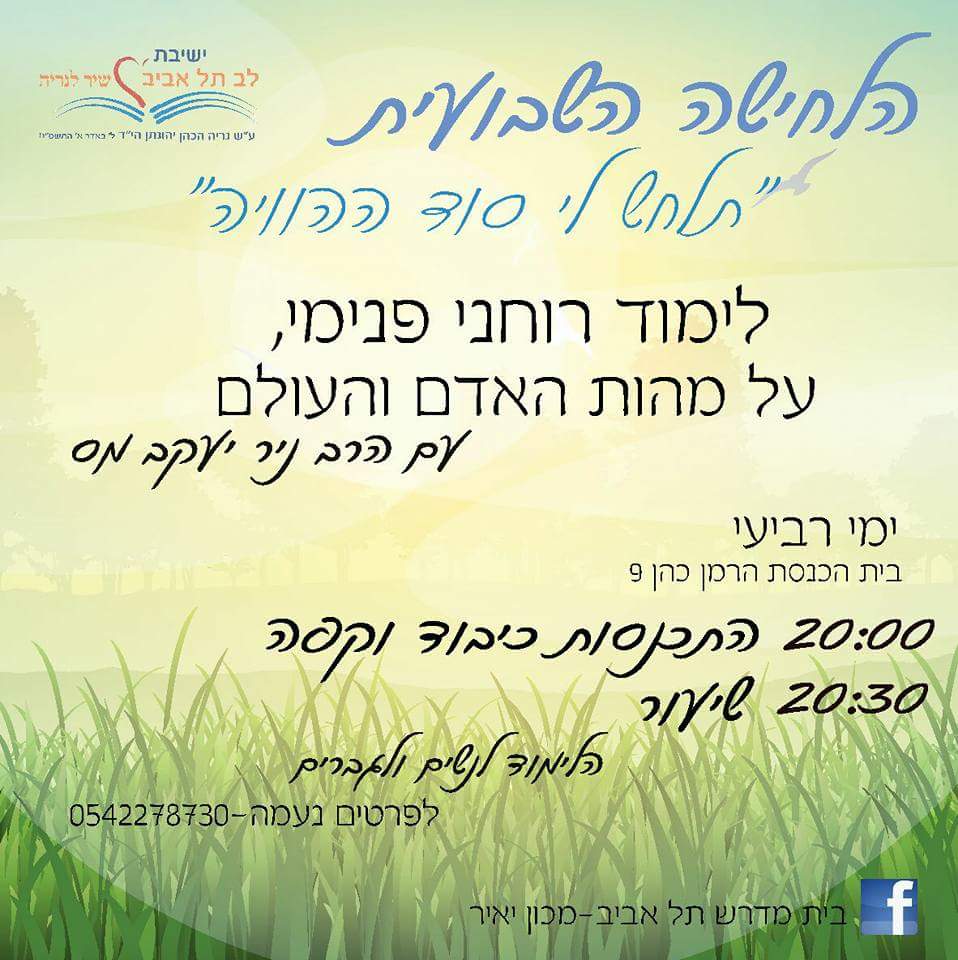 ישיבת
לב תל אביב שיר לנריה
ע"ש נריה הכהן יהונתן הי"ד ל' באדר א' התשס"ח
הלחישה השבועית
"תלחש לי סוד ההוויה"
לימוד רוחני פנימי,
על מהות האדם והעולם
עם הרב ניר יעקב מס
ימי רביעי
בית הכנסת הרמן כהן 9
20:00 התכנסות כיבוד וקפה
20:30 שיעור
הלימוד לנשים ולגברים
לפרטים נעמה-0542278730
בית מדרש תל אביב-מכון יאיר
f